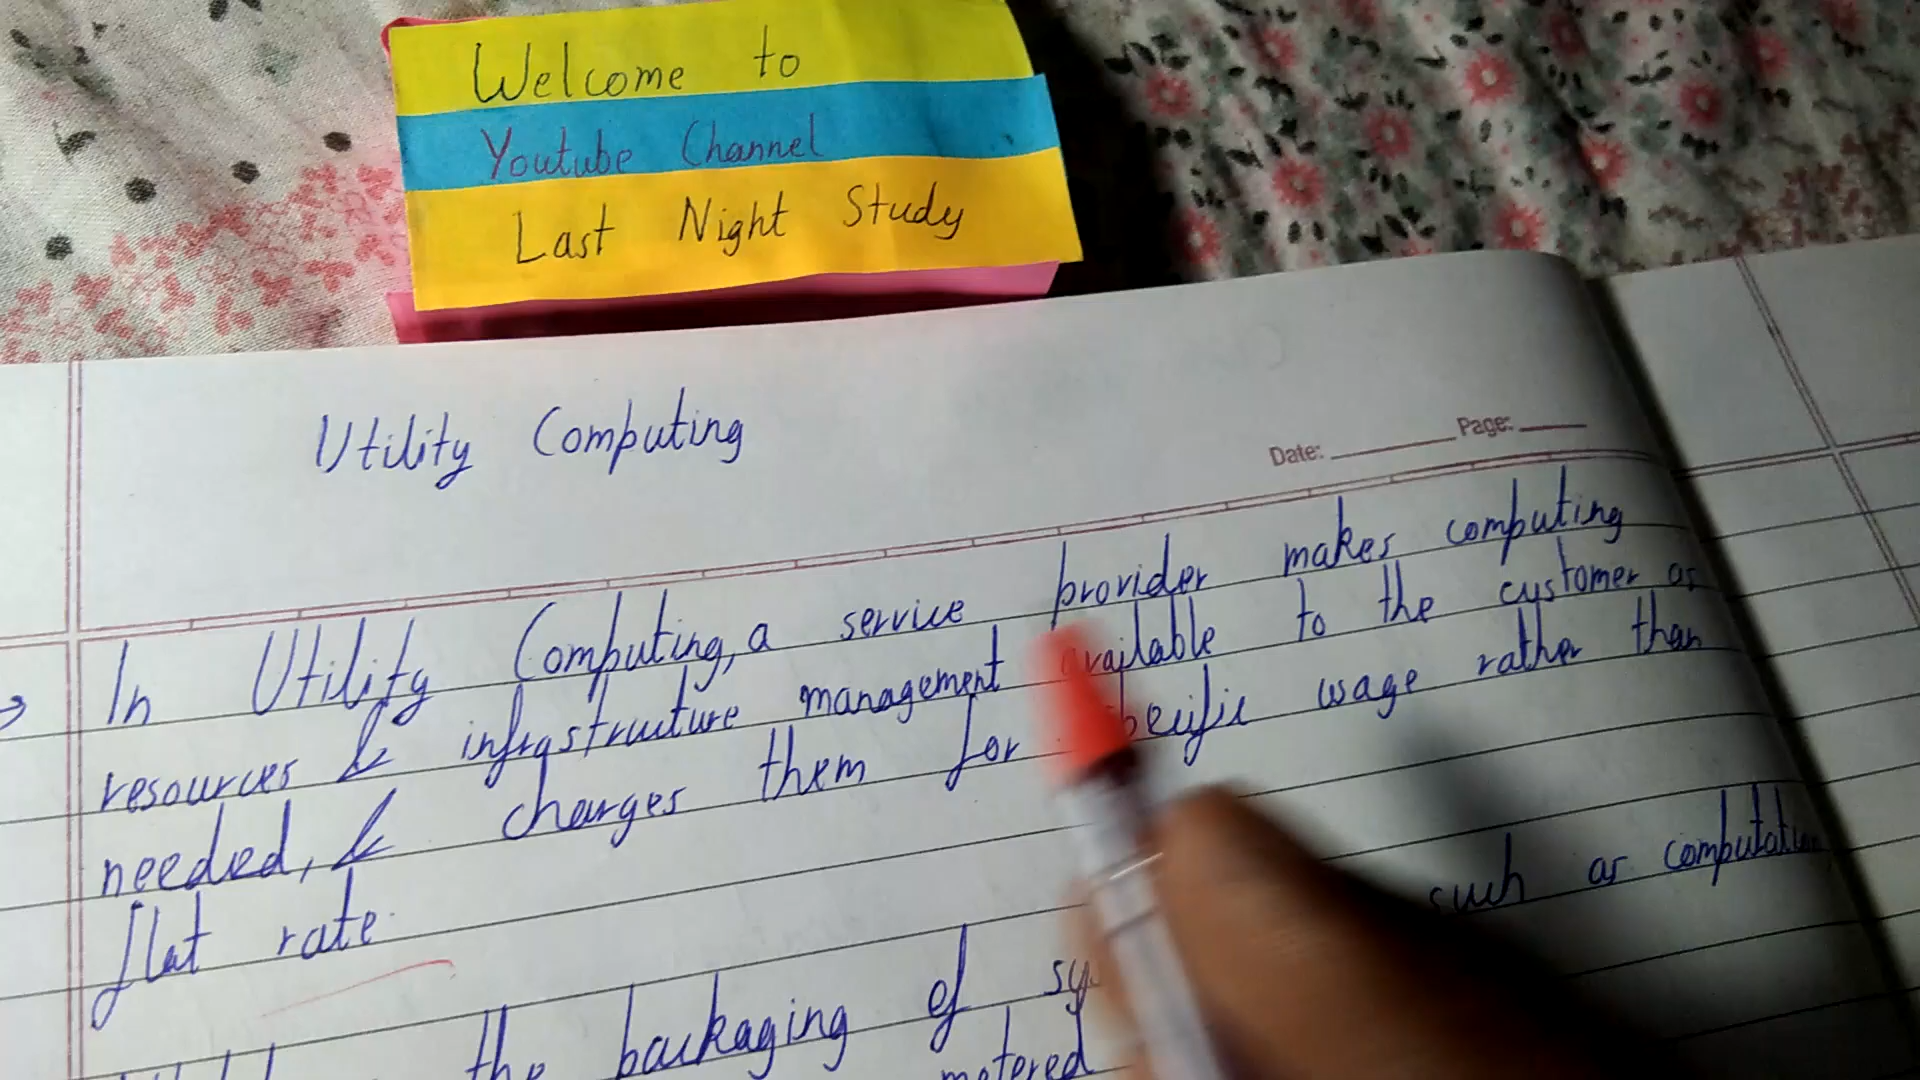 Welcome to
Youtube Channel
Last Night Study
Utility Computing
Date: Page:
In Utility Computing, a service provider makes computing
resources & infrastructure management available to the customer as
needed, & charges them for specific usage rather than
flat rate.
the packaging of such as computation
metered